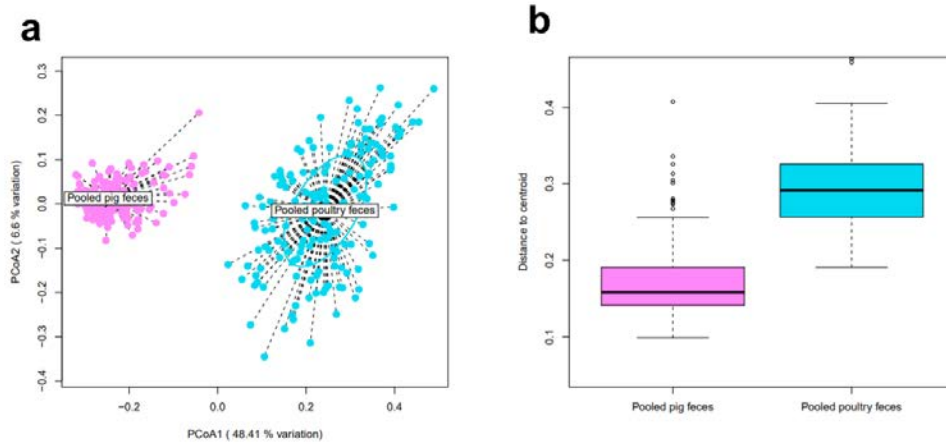 a
b
0.3
0.2
0.1
0.0
−0.1
−0.2
−0.3
−0.4
PCoA2 ( 6.6 % variation)
Pooled pig feces
Pooled poultry feces
−0.2
0.0
0.2
0.4
PCoA1 ( 48.41 % variation)
0.4
0.3
0.2
0.1
Distance to centroid
Pooled pig feces
Pooled poultry feces